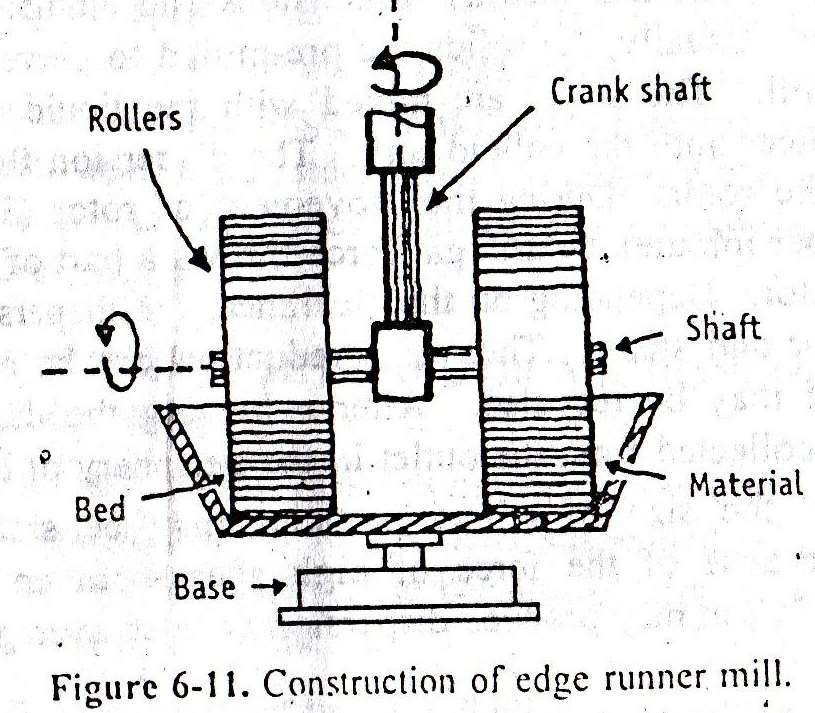 Crank shaft
Rollers
Shaft
Bed
Material
Base
Figure 6-11. Construction of edge runner mill.